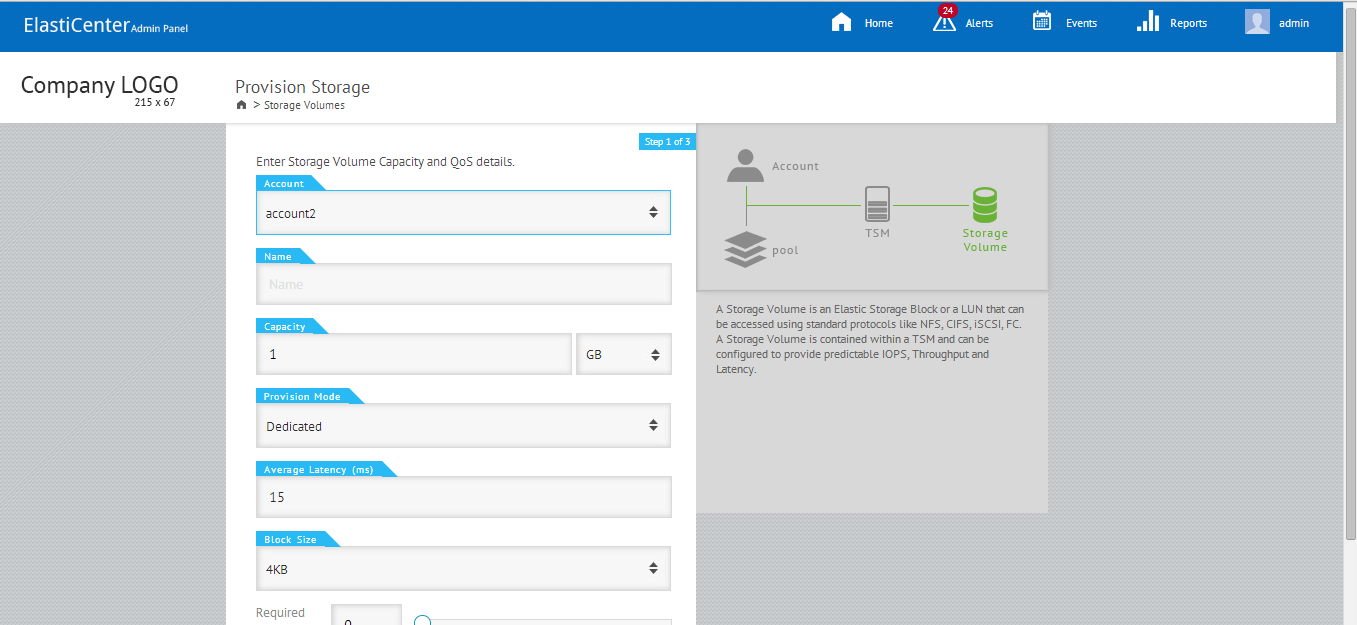 ElastiCenter Admin Panel
Home
24
Alerts
Events
Reports
admin
Company LOGO
215 x 67
Provision Storage
> Storage Volumes
Step 1 of 3
Enter Storage Volume Capacity and QoS details.
Account
account2
Name
Name
Capacity
1
GB
Provision Mode
Dedicated
Average Latency (ms)
15
Block Size
4KB
Required
0
Account
TSM
Storage
Volume
pool
A Storage Volume is an Elastic Storage Block or a LUN that can
be accessed using standard protocols like NFS, CIFS, iSCSI, FC.
A Storage Volume is contained within a TSM and can be
configured to provide predictable IOPS, Throughput and
Latency.